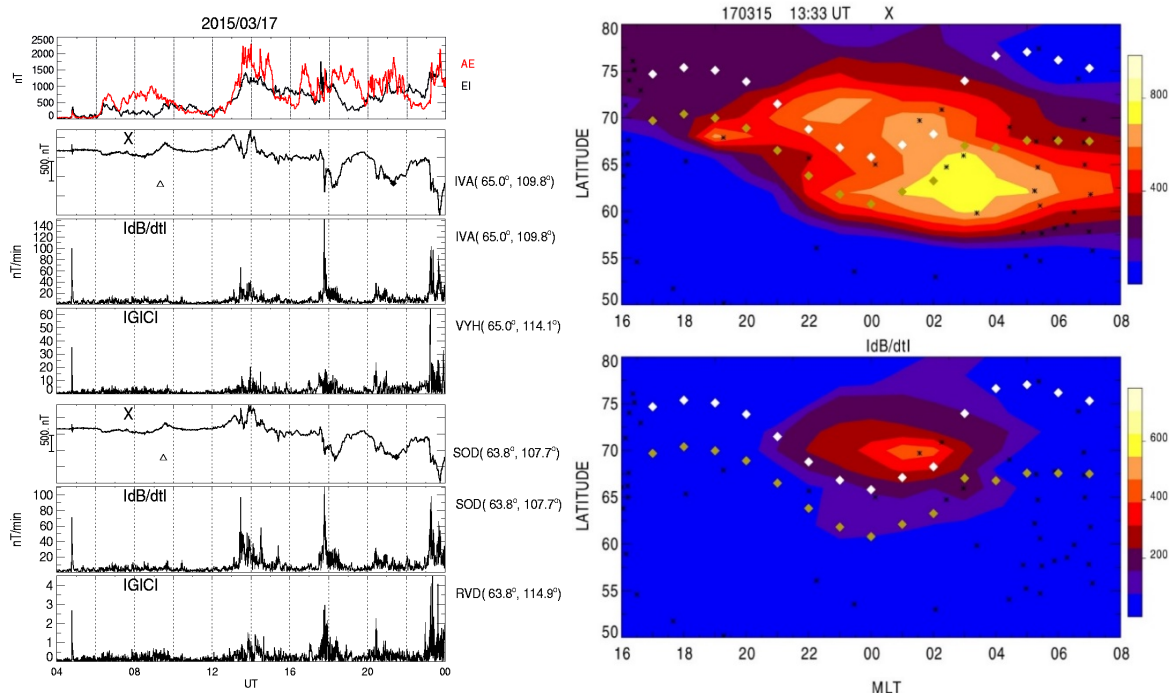 2015/03/17
nT
2500
2000
1500
1000
500
0
AE
EI
X
500. nT
IVA( 65.0°, 109.8°)
IdB/dtI
nT/min
140
120
100
80
60
40
20
0
IVA( 65.0°, 109.8°)
IGICI
60
50
40
30
20
10
0
VYH( 65.0°, 114.1°)
X
500. nT
SOD( 63.8°, 107.7°)
IdB/dtI
nT/min
100
80
60
40
20
0
SOD( 63.8°, 107.7°)
IGICI
4
3
2
1
0
RVD( 63.8°, 114.9°)
04 06 08 10 12 14 16 18 20 22 00
UT
170315 13:33 UT X
LATITUDE
80
75
70
65
60
55
50
16 18 20 22 00 02 04 06 08
800
400
IdB/dtI
LATITUDE
80
75
70
65
60
55
50
16 18 20 22 00 02 04 06 08
MLT
600
400
200